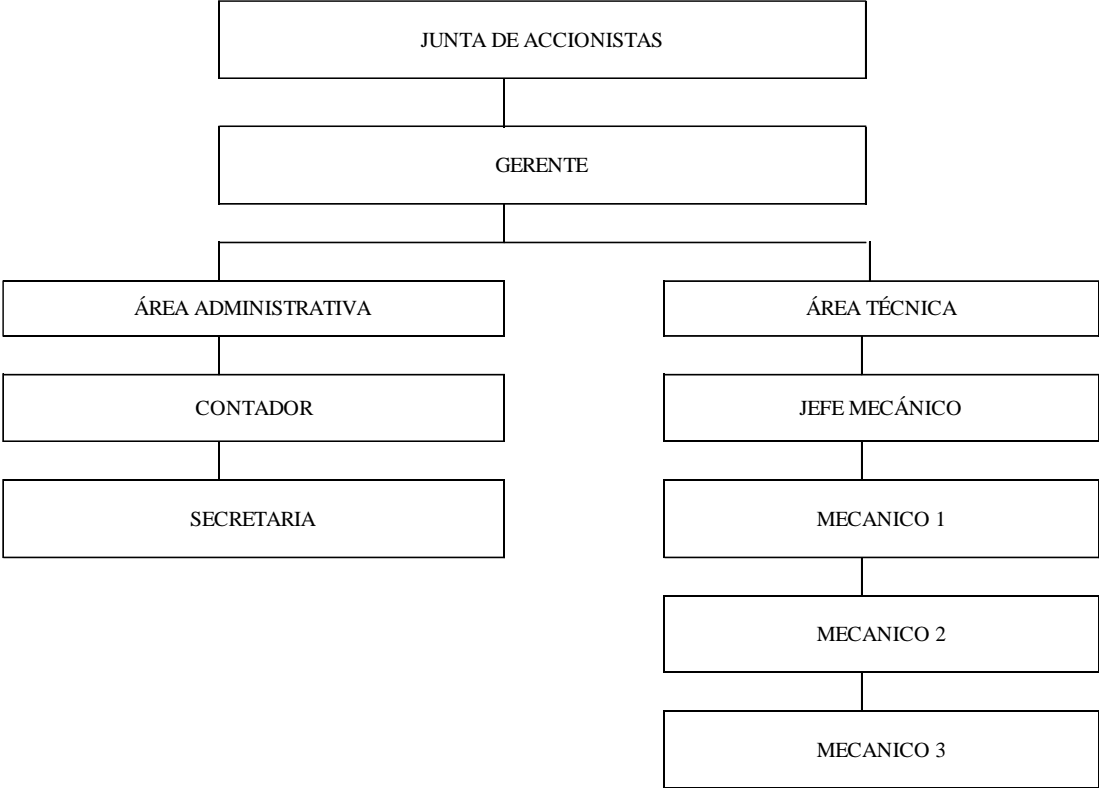 JUNTA DE ACCIONISTAS
GERENTE
ÁREA ADMINISTRATIVA
ÁREA TÉCNICA
CONTADOR
JEFE MECÁNICO
SECRETARIA
MECANICO 1
MECANICO 2
MECANICO 3